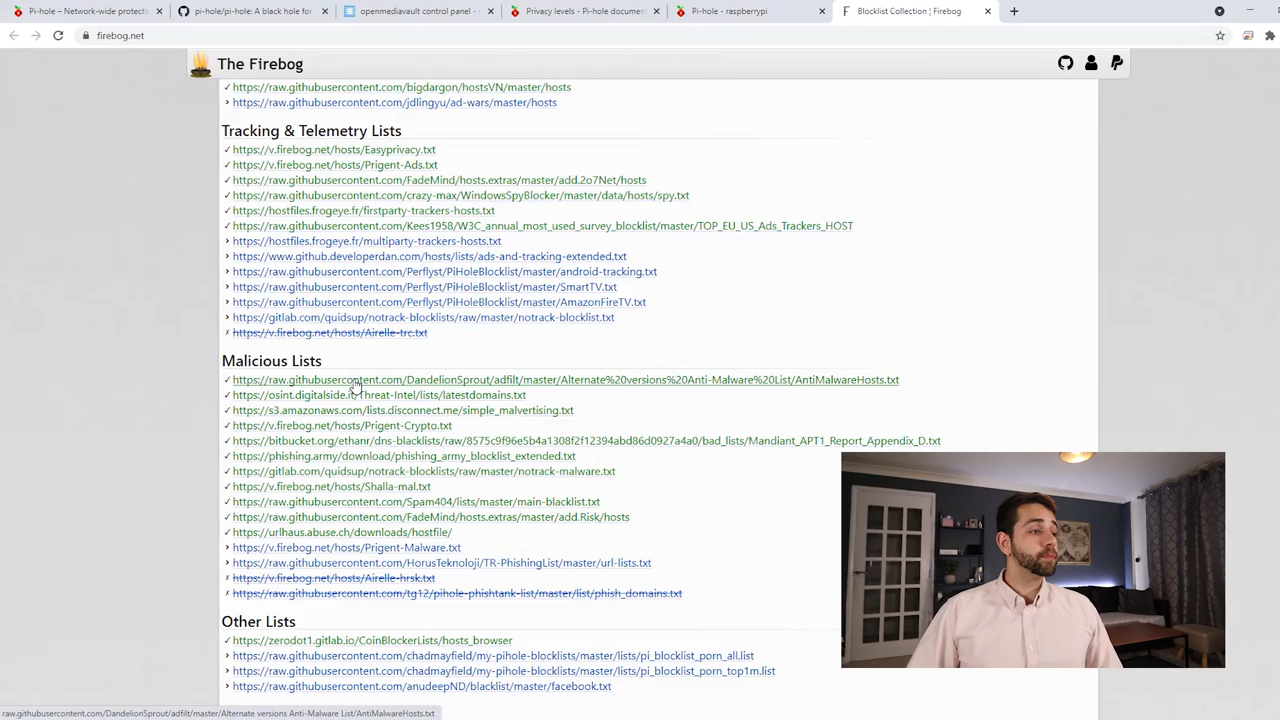 Pi-hole – Network-wide protecti
pi-hole/pi-hole: A black hole for
openmediavault control panel -
Privacy levels - Pi-hole documen
Pi-hole - raspberrypi
Blocklist Collection ¦ Firebog
firebog.net
The Firebog
✓ https://raw.githubusercontent.com/bigdargon/hostsVN/master/hosts
› https://raw.githubusercontent.com/jdlingyu/ad-wars/master/hosts
Tracking & Telemetry Lists
✓ https://v.firebog.net/hosts/Easyprivacy.txt
✓ https://v.firebog.net/hosts/Prigent-Ads.txt
✓ https://raw.githubusercontent.com/FadeMind/hosts.extras/master/add.2o7Net/hosts
✓ https://raw.githubusercontent.com/crazy-max/WindowsSpyBlocker/master/data/hosts/spy.txt
✓ https://hostfiles.frogeye.fr/firstparty-trackers-hosts.txt
✓ https://raw.githubusercontent.com/Kees1958/W3C_annual_most_used_survey_blocklist/master/TOP_EU_US_Ads_Trackers_HOST
› https://hostfiles.frogeye.fr/multiparty-trackers-hosts.txt
› https://www.github.developerdan.com/hosts/lists/ads-and-tracking-extended.txt
› https://raw.githubusercontent.com/Perflyst/PiHoleBlocklist/master/android-tracking.txt
› https://raw.githubusercontent.com/Perflyst/PiHoleBlocklist/master/SmartTV.txt
› https://raw.githubusercontent.com/Perflyst/PiHoleBlocklist/master/AmazonFireTV.txt
› https://gitlab.com/quidsup/notrack-blocklists/raw/master/notrack-blocklist.txt
✗ https://v.firebog.net/hosts/Airelle-trc.txt
Malicious Lists
✓ https://raw.githubusercontent.com/DandelionSprout/adfilt/master/Alternate%20versions%20Anti-Malware%20List/AntiMalwareHosts.txt
✓ https://osint.digitalside.it/Threat-Intel/lists/latestdomains.txt
✓ https://s3.amazonaws.com/lists.disconnect.me/simple_malvertising.txt
✓ https://v.firebog.net/hosts/Prigent-Crypto.txt
✓ https://bitbucket.org/ethanr/dns-blacklists/raw/8575c9f96e5b4a1308f2f12394abd86d0927a4a0/bad_lists/Mandiant_APT1_Report_Appendix_D.txt
✓ https://phishing.army/download/phishing_army_blocklist_extended.txt
✓ https://gitlab.com/quidsup/notrack-blocklists/raw/master/notrack-malware.txt
✓ https://v.firebog.net/hosts/Shalla-mal.txt
✓ https://raw.githubusercontent.com/Spam404/lists/master/main-blacklist.txt
✓ https://raw.githubusercontent.com/FadeMind/hosts.extras/master/add.Risk/hosts
✓ https://urlhaus.abuse.ch/downloads/hostfile/
› https://v.firebog.net/hosts/Prigent-Malware.txt
› https://raw.githubusercontent.com/HorusTeknoloji/TR-PhishingList/master/url-lists.txt
✗ https://v.firebog.net/hosts/Airelle-hrsk.txt
✗ https://raw.githubusercontent.com/tg12/pihole-phishtank-list/master/list/phish_domains.txt
Other Lists
✓ https://zerodot1.gitlab.io/CoinBlockerLists/hosts_browser
› https://raw.githubusercontent.com/chadmayfield/my-pihole-blocklists/master/lists/pi_blocklist_porn_all.list
› https://raw.githubusercontent.com/chadmayfield/my-pihole-blocklists/master/lists/pi_blocklist_porn_top1m.list
› https://raw.githubusercontent.com/anudeepND/blacklist/master/facebook.txt
raw.githubusercontent.com/DandelionSprout/adfilt/master/Alternate versions Anti-Malware List/AntiMalwareHosts.txt